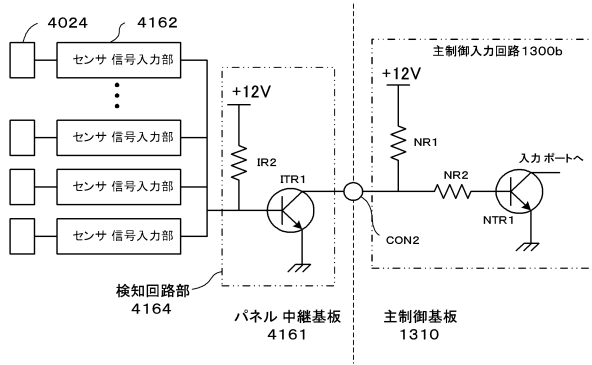 4024
4162
センサ 信号入力部
センサ 信号入力部
センサ 信号入力部
センサ 信号入力部
+12V
IR2
ITR1
検知回路部
4164
パネル 中継基板
4161
主制御入力回路1300b
+12V
NR1
NR2
NTR1
入力ポートへ
CON2
主制御基板
1310